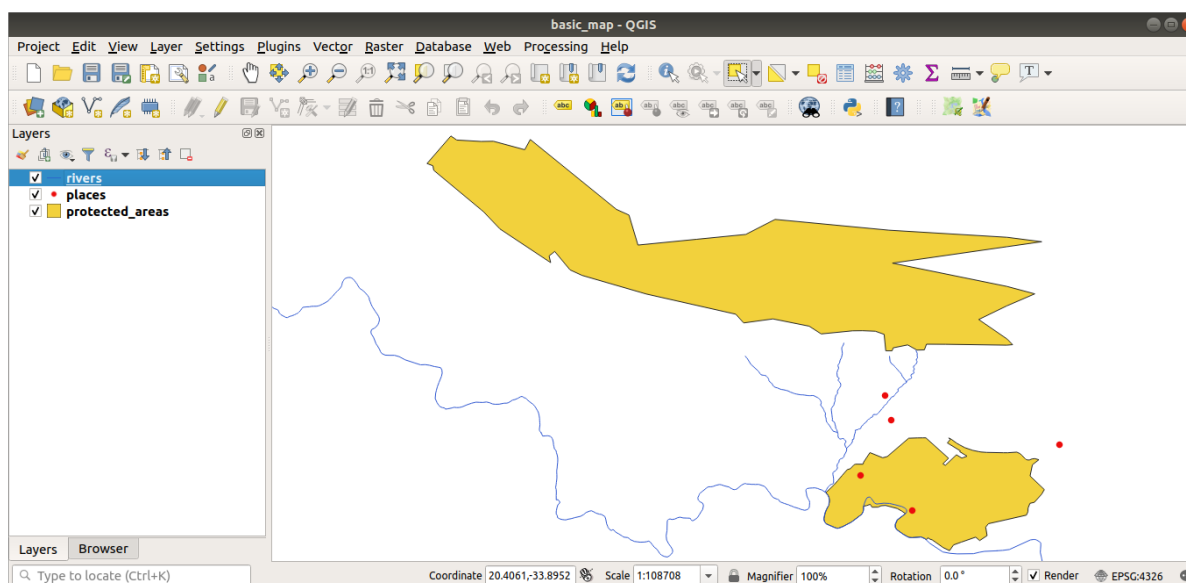 basic_map - QGIS
Project Edit View Layer Settings Plugins Vector Raster Database Web Processing Help
Layers
rivers
places
protected_areas
Layers Browser
Type to locate (Ctrl+K) Coordinate 20.4061,-33.8952 Scale 1:108708 Magnifier 100% Rotation 0.0 ° Render EPSG:4326